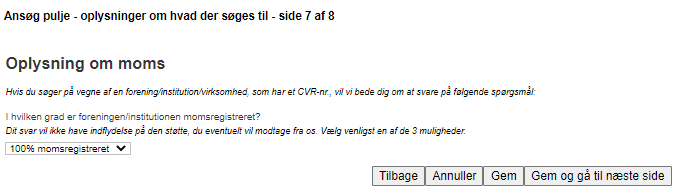 Ansøg pulje - oplysninger om hvad der søges til - side 7 af 8
Oplysning om moms
Hvis du søger på vegne af en forening/institution/virksomhed, som har et CVR-nr., vil vi bede dig om at svare på følgende spørgsmål:
I hvilken grad er foreningen/institutionen momsregistreret?
Dit svar vil ikke have indflydelse på den støtte, du eventuelt vil modtage fra os. Vælg venligst en af de 3 muligheder.
100% momsregistreret
Tilbage Annuller Gem Gem og gå til næste side